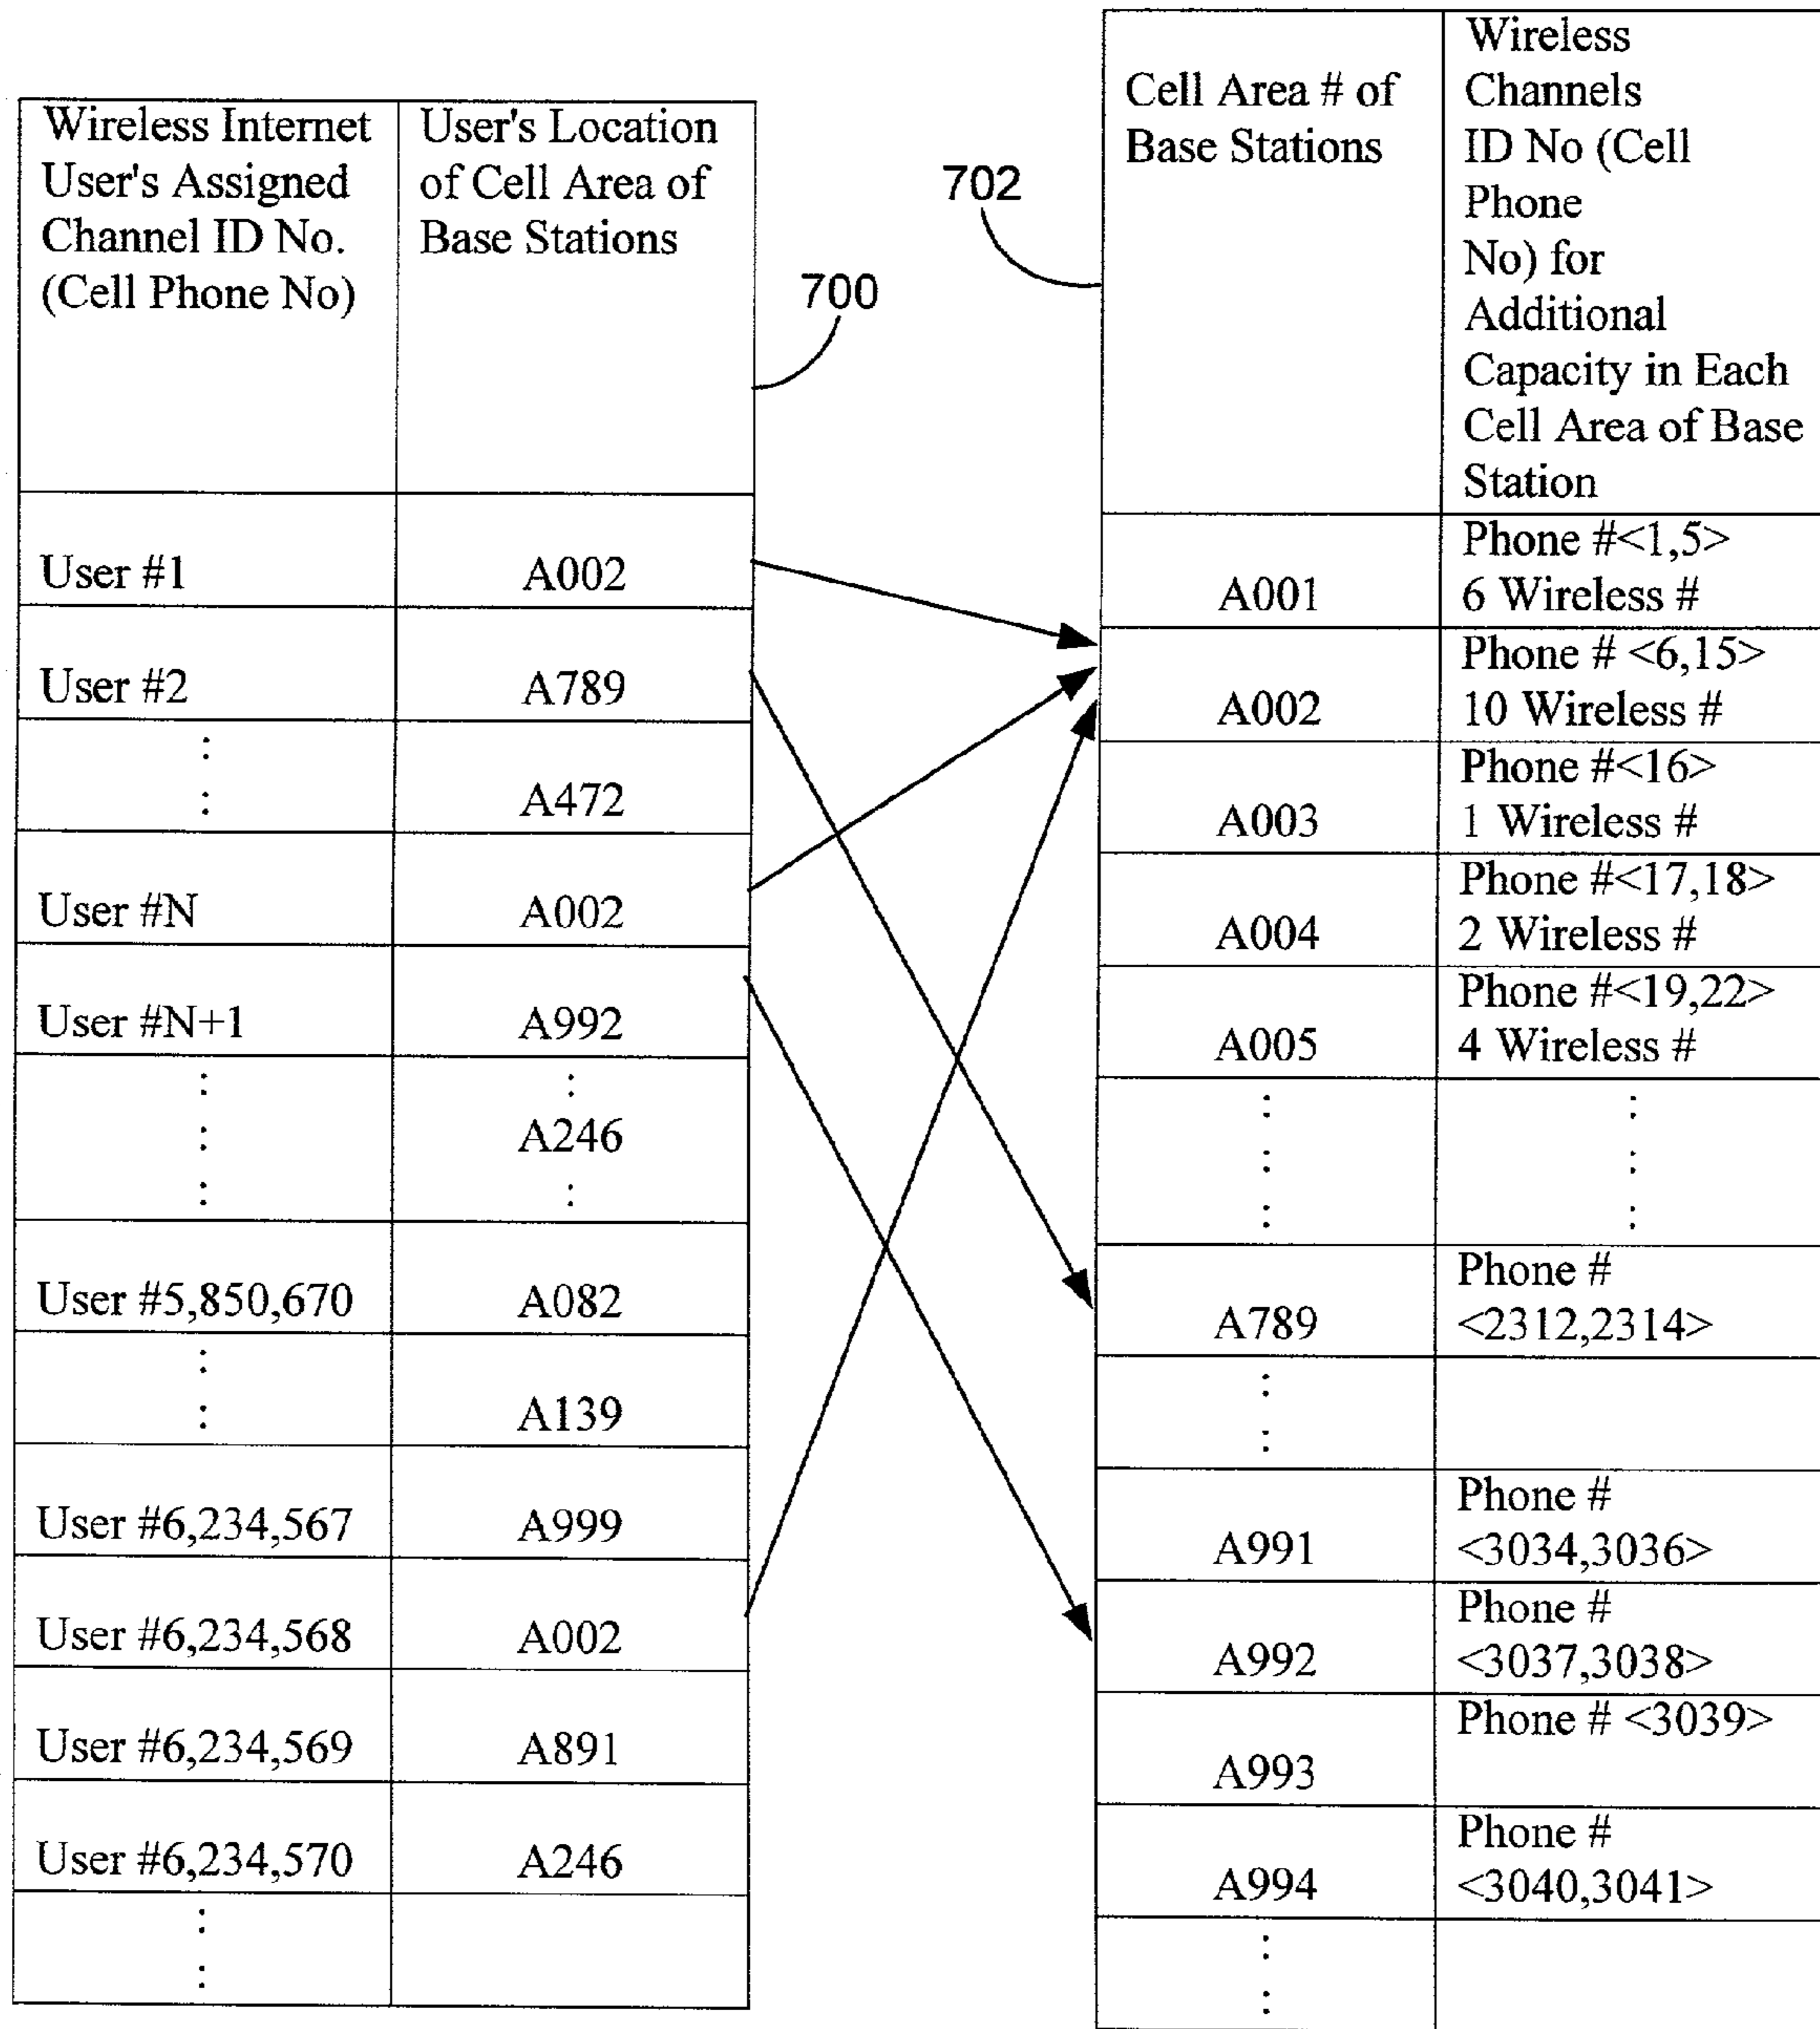 Wireless Internet
User's Assigned
Channel ID No.
(Cell Phone No)
User's Location
of Cell Area of
Base Stations
700
User #1
A002
User #2
A789
:
:
A472
User #N
A002
User #N+1
A992
:
:
:
:
A246
:
User #5,850,670
A082
:
:
A139
User #6,234,567
A999
User #6,234,568
A002
User #6,234,569
A891
User #6,234,570
A246
:
:
702
Cell Area # of
Base Stations
Wireless
Channels
ID No (Cell
Phone
No) for
Additional
Capacity in Each
Cell Area of Base
Station
A001
Phone #<1,5>
6 Wireless #
A002
Phone # <6,15>
10 Wireless #
A003
Phone #<16>
1 Wireless #
A004
Phone #<17,18>
2 Wireless #
A005
Phone #<19,22>
4 Wireless #
:
:
:
:
:
:
A789
Phone #
<2312,2314>
:
:
A991
Phone #
<3034,3036>
A992
Phone #
<3037,3038>
A993
Phone # <3039>
A994
Phone #
<3040,3041>
:
: